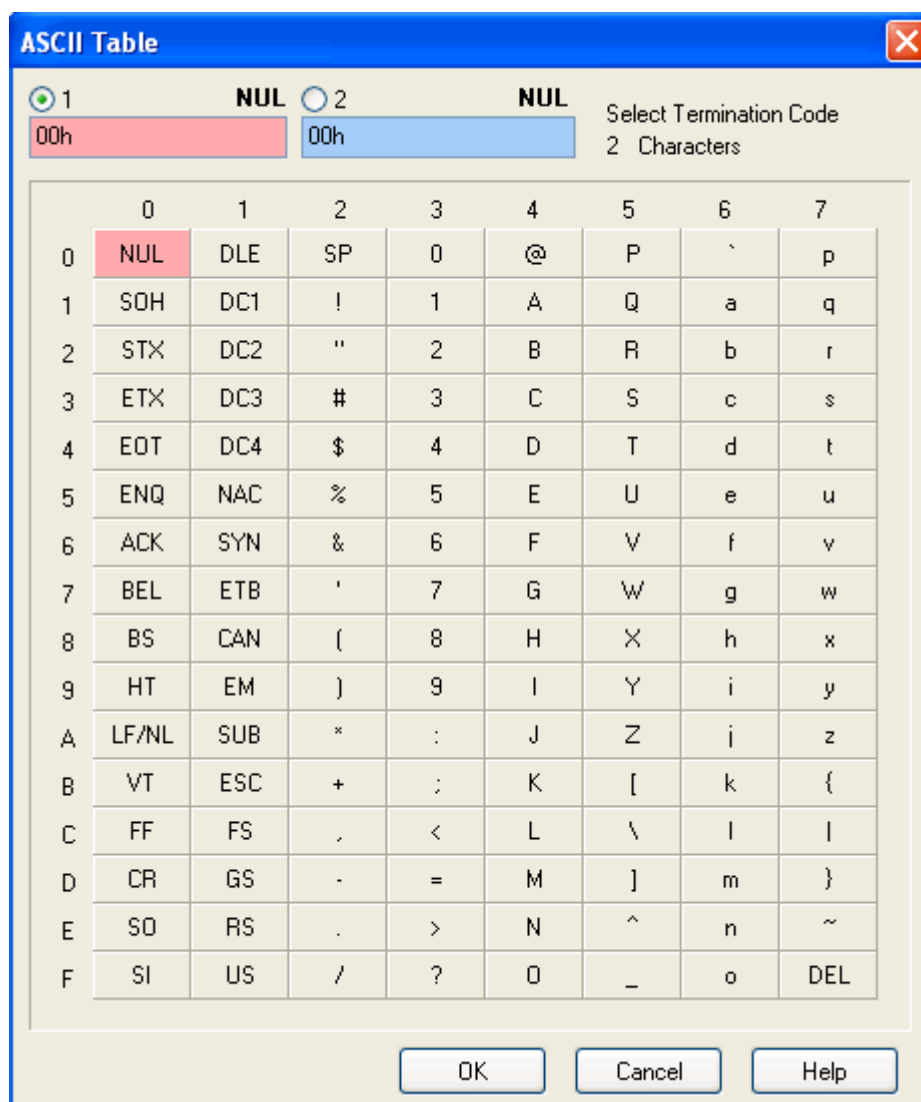 ASCII Table
1 NUL 2 NUL
Select Termination Code
00h 00h
2 Characters
0 1 2 3 4 5 6 7
0 NUL DLE SP 0 @ P ` p
1 SOH DC1 ! 1 A Q a q
2 STX DC2 " 2 B R b r
3 ETX DC3 # 3 C S c s
4 EOT DC4 $ 4 D T d t
5 ENQ NAC % 5 E U e u
6 ACK SYN & 6 F V f v
7 BEL ETB ' 7 G W g w
8 BS CAN ( 8 H X h x
9 HT EM ) 9 I Y i y
A LF/NL SUB * : J Z j z
B VT ESC + ; K [ k {
C FF FS , < L \ l |
D CR GS - = M ] m }
E SO RS . > N ^ n ~
F SI US / ? O _ o DEL
OK Cancel Help